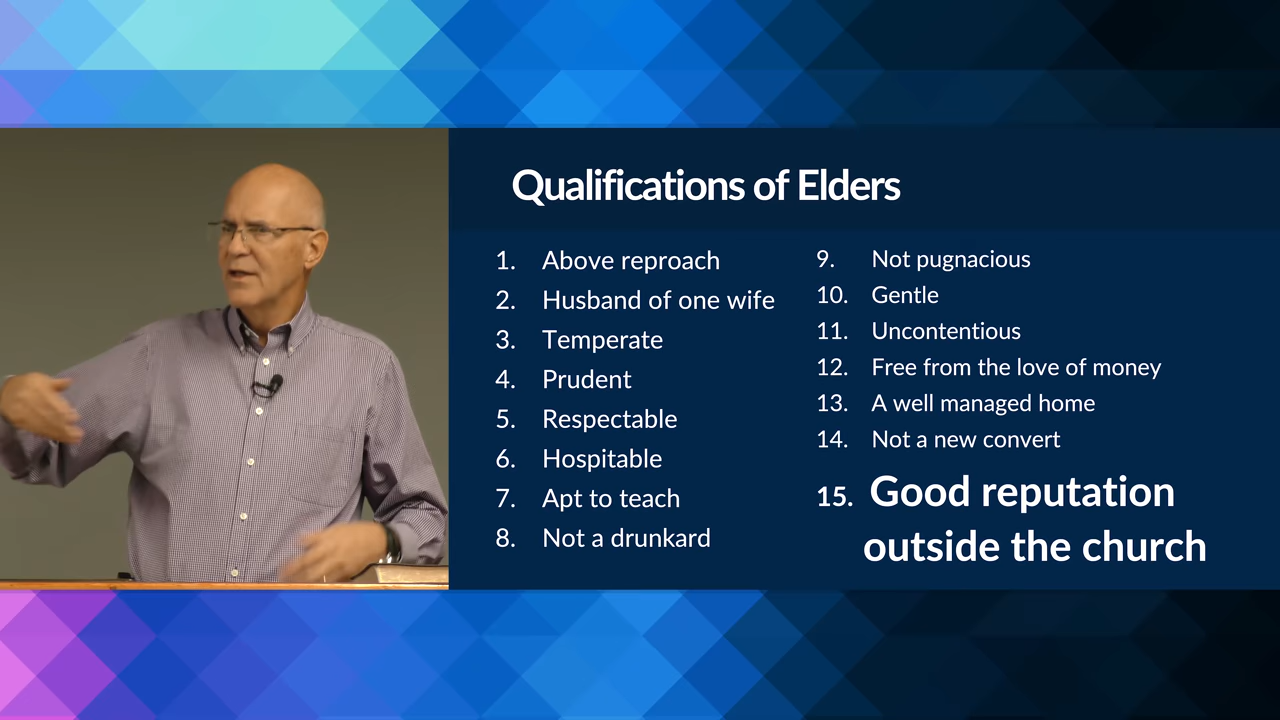 Qualifications of Elders
1. Above reproach
2. Husband of one wife
3. Temperate
4. Prudent
5. Respectable
6. Hospitable
7. Apt to teach
8. Not a drunkard
9. Not pugnacious
10. Gentle
11. Uncontentious
12. Free from the love of money
13. A well managed home
14. Not a new convert
15. Good reputation
outside the church